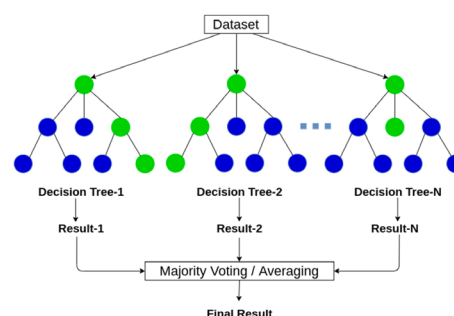 Dataset
Decision Tree-1 Decision Tree-2 Decision Tree-N
Result-1 Result-2 Result-N
Majority Voting / Averaging
Final Result